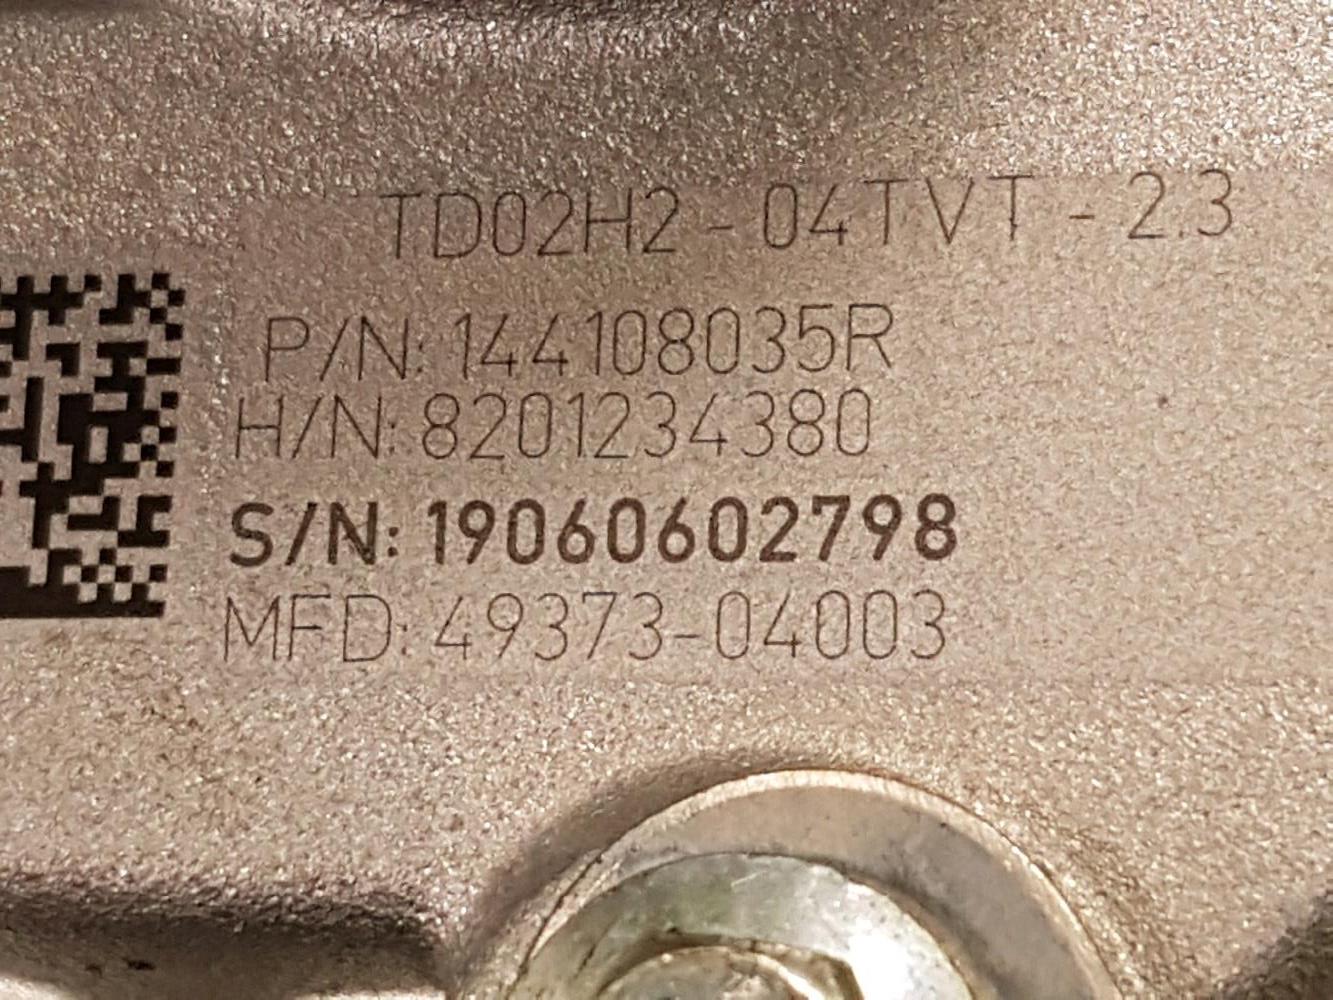 TD02H2 - 04TVT - 2.3
P/N: 144108035R
H/N: 8201234380
S/N: 19060602798
MFD: 49373-04003